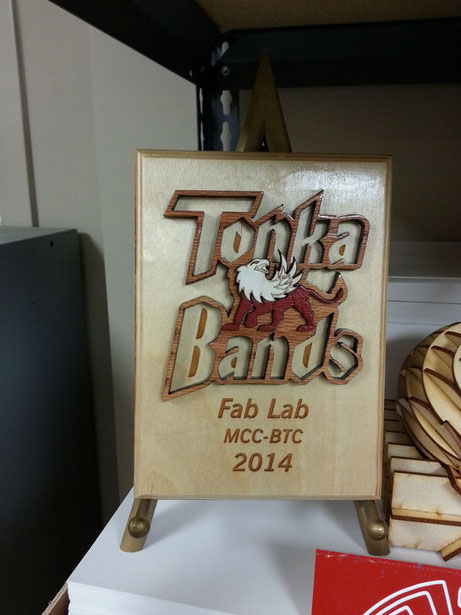 Tonka
Bands
Fab Lab
MCC-BTC
2014